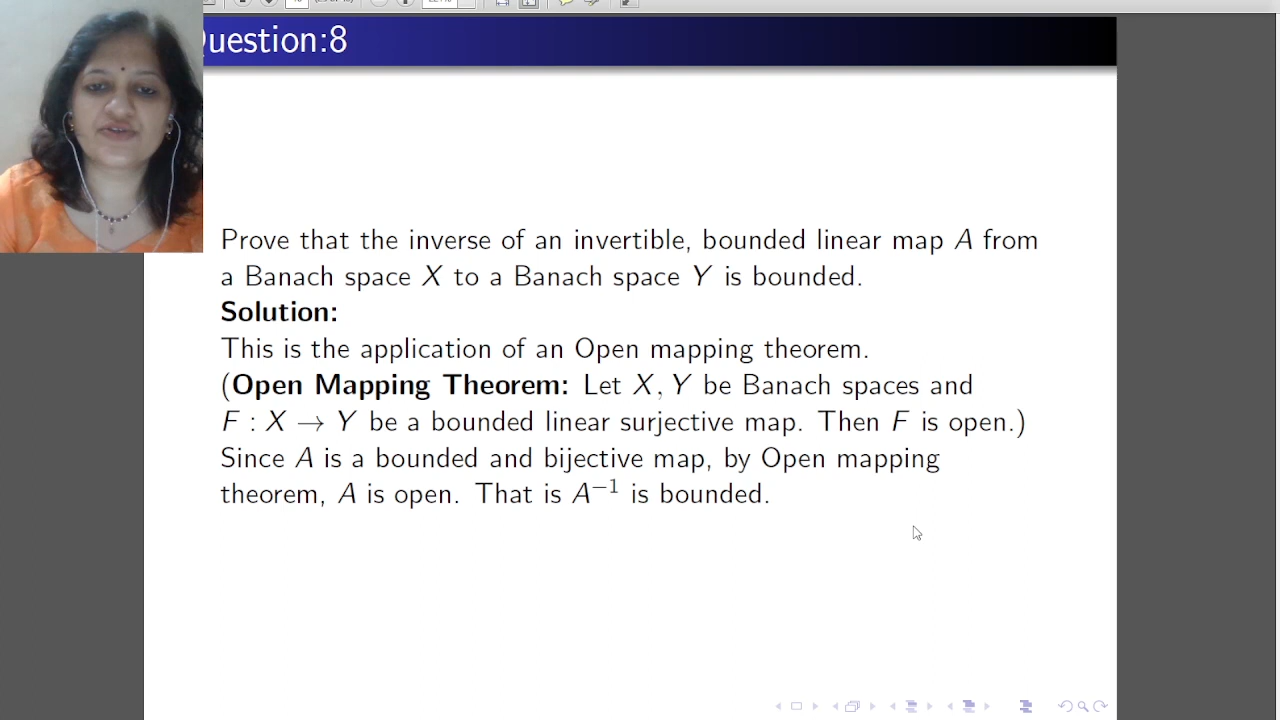 Question:8
Prove that the inverse of an invertible, bounded linear map A from
a Banach space X to a Banach space Y is bounded.
Solution:
This is the application of an Open mapping theorem.
(Open Mapping Theorem: Let X, Y be Banach spaces and
F : X → Y be a bounded linear surjective map. Then F is open.)
Since A is a bounded and bijective map, by Open mapping
theorem, A is open. That is A⁻¹ is bounded.